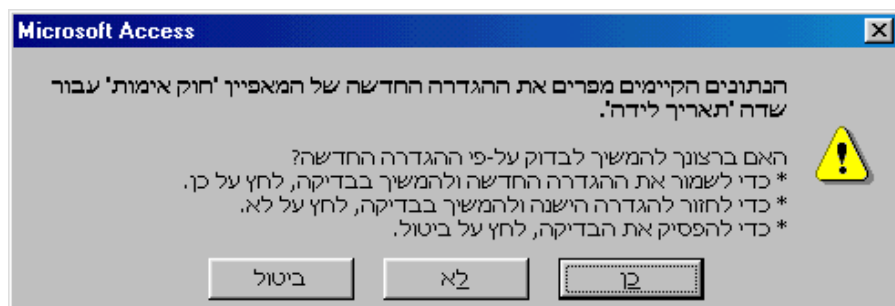 Microsoft Access
הנתונים הקיימים מפרים את ההגדרה החדשה של המאפיין 'חוק אימות' עבור
שדה 'תאריך לידה'.
האם ברצונך להמשיך לבדוק על-פי ההגדרה החדשה?
* כדי לשמור את ההגדרה החדשה ולהמשיך בבדיקה, לחץ על כן.
* כדי לחזור להגדרה הישנה ולהמשיך בבדיקה, לחץ על לא.
* כדי להפסיק את הבדיקה, לחץ על ביטול.
כן לא ביטול